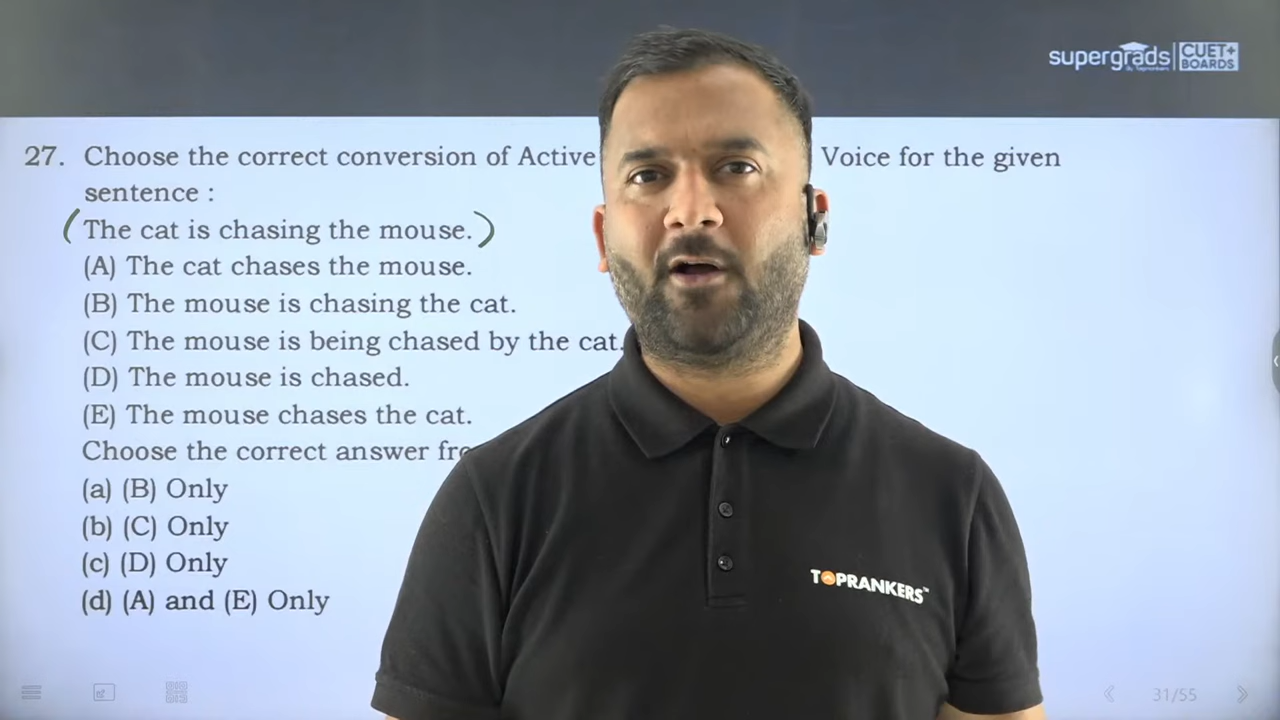 supergrads CUET+
By Toprankers BOARDS
27. Choose the correct conversion of Active Voice for the given
sentence :
(The cat is chasing the mouse.)
(A) The cat chases the mouse.
(B) The mouse is chasing the cat.
(C) The mouse is being chased by the cat.
(D) The mouse is chased.
(E) The mouse chases the cat.
Choose the correct answer fro
(a) (B) Only
(b) (C) Only
(c) (D) Only
(d) (A) and (E) Only
TOPRANKERS™
31/55